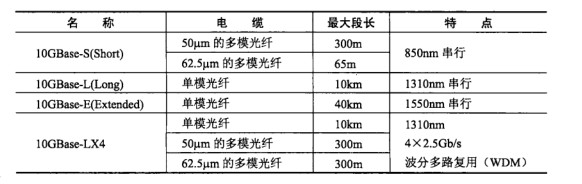 名 称 电 缆 最大段长 特 点
10GBase-S(Short) 50μm 的多模光纤 300m 850nm 串行
62.5μm 的多模光纤 65m
10GBase-L(Long) 单模光纤 10km 1310nm 串行
10GBase-E(Extended) 单模光纤 40km 1550nm 串行
10GBase-LX4 单模光纤 10km 1310nm
50μm 的多模光纤 300m 4×2.5Gb/s
62.5μm 的多模光纤 300m 波分多路复用（WDM）